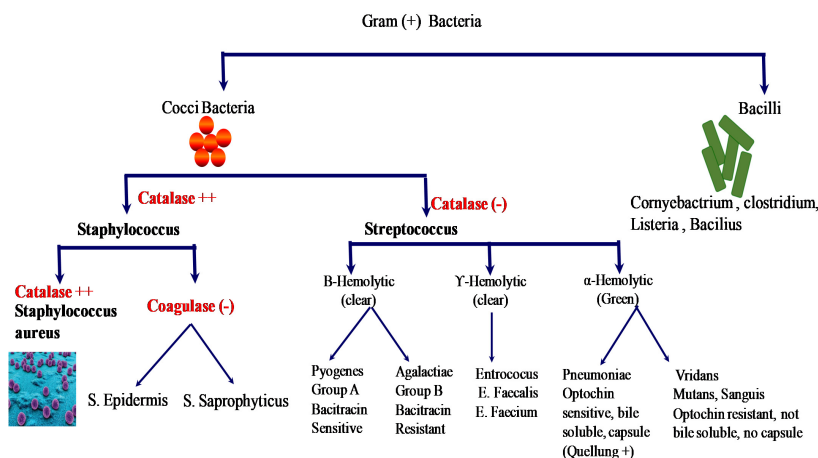 Gram (+) Bacteria
Cocci Bacteria
Bacilli
Cornyebactrium , clostridium,
Listeria , Bacilius
Catalase ++
Catalase (-)
Staphylococcus
Streptococcus
Catalase ++
Staphylococcus
aureus
Coagulase (-)
S. Epidermis
S. Saprophyticus
B-Hemolytic
(clear)
ϒ-Hemolytic
(clear)
α-Hemolytic
(Green)
Pyogenes
Group A
Bacitracin
Sensitive
Agalactiae
Group B
Bacitracin
Resistant
Entrococus
E. Faecalis
E. Faecium
Pneumoniae
Optochin
sensitive, bile
soluble, capsule
(Quellung +)
Vridans
Mutans, Sanguis
Optochin resistant, not
bile soluble, no capsule